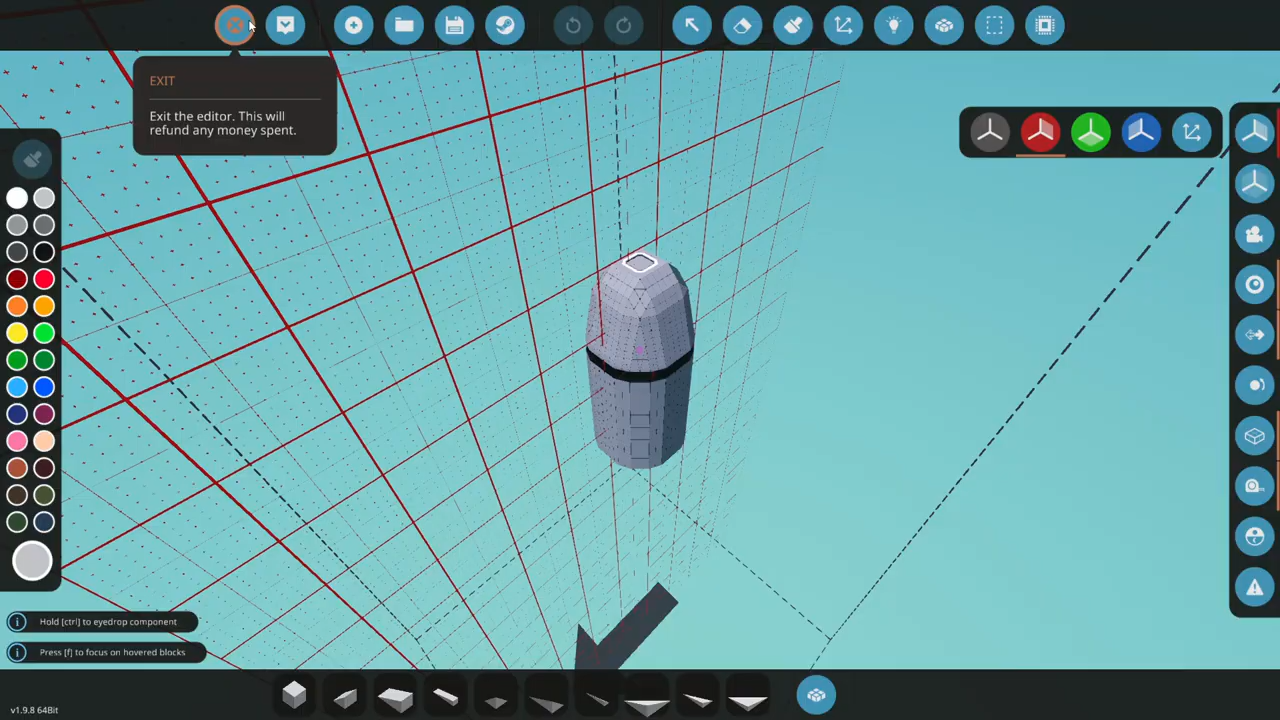 EXIT
Exit the editor. This will
refund any money spent.
Hold [ctrl] to eyedrop component
Press [f] to focus on hovered blocks
v1.9.8 64Bit